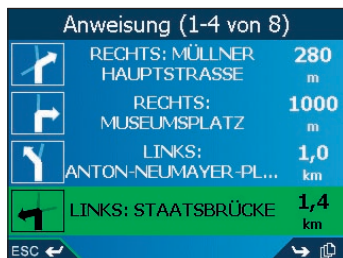 Anweisung (1-4 von 8)
RECHTS: MÜLLNER
HAUPTSTRASSE
280
m
RECHTS:
MUSEUMSPLATZ
1000
m
LINKS:
ANTON-NEUMAYER-PL...
1,0
km
LINKS: STAATSBRÜCKE
1,4
km
ESC